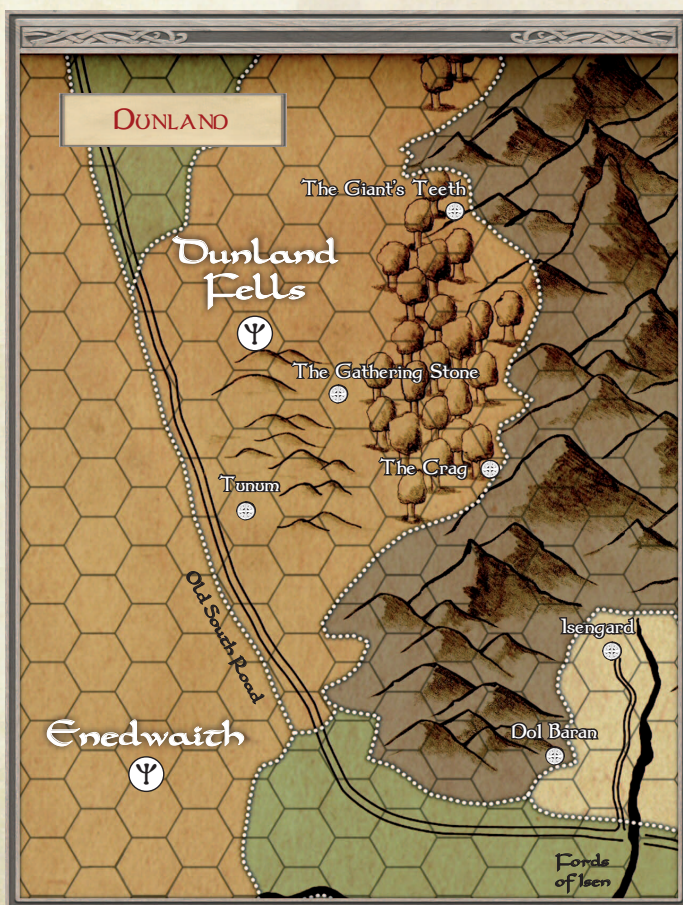 Dunland
The Giant's Teeth
Dunland
Fells
The Gathering Stone
The Crag
Tunum
Old South Road
Isengard
Enedwaith
Dol Baran
Fords
of Isen